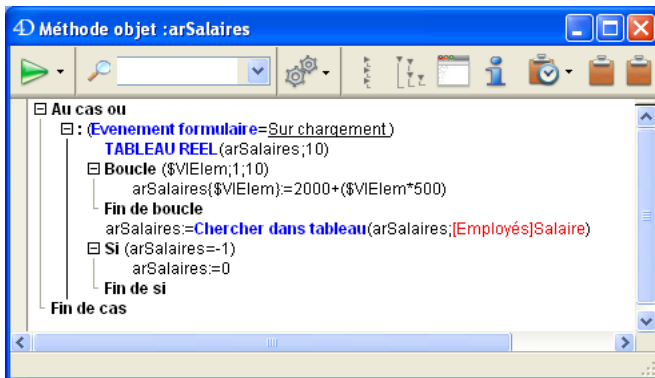 4D Méthode objet :arSalaires
Au cas ou
: (Evenement formulaire=Sur chargement)
TABLEAU REEL(arSalaires;10)
Boucle ($VlElem;1;10)
arSalaires{$VlElem}:=2000+($VlElem*500)
Fin de boucle
arSalaires:=Chercher dans tableau(arSalaires;[Employés]Salaire)
Si (arSalaires=-1)
arSalaires:=0
Fin de si
Fin de cas